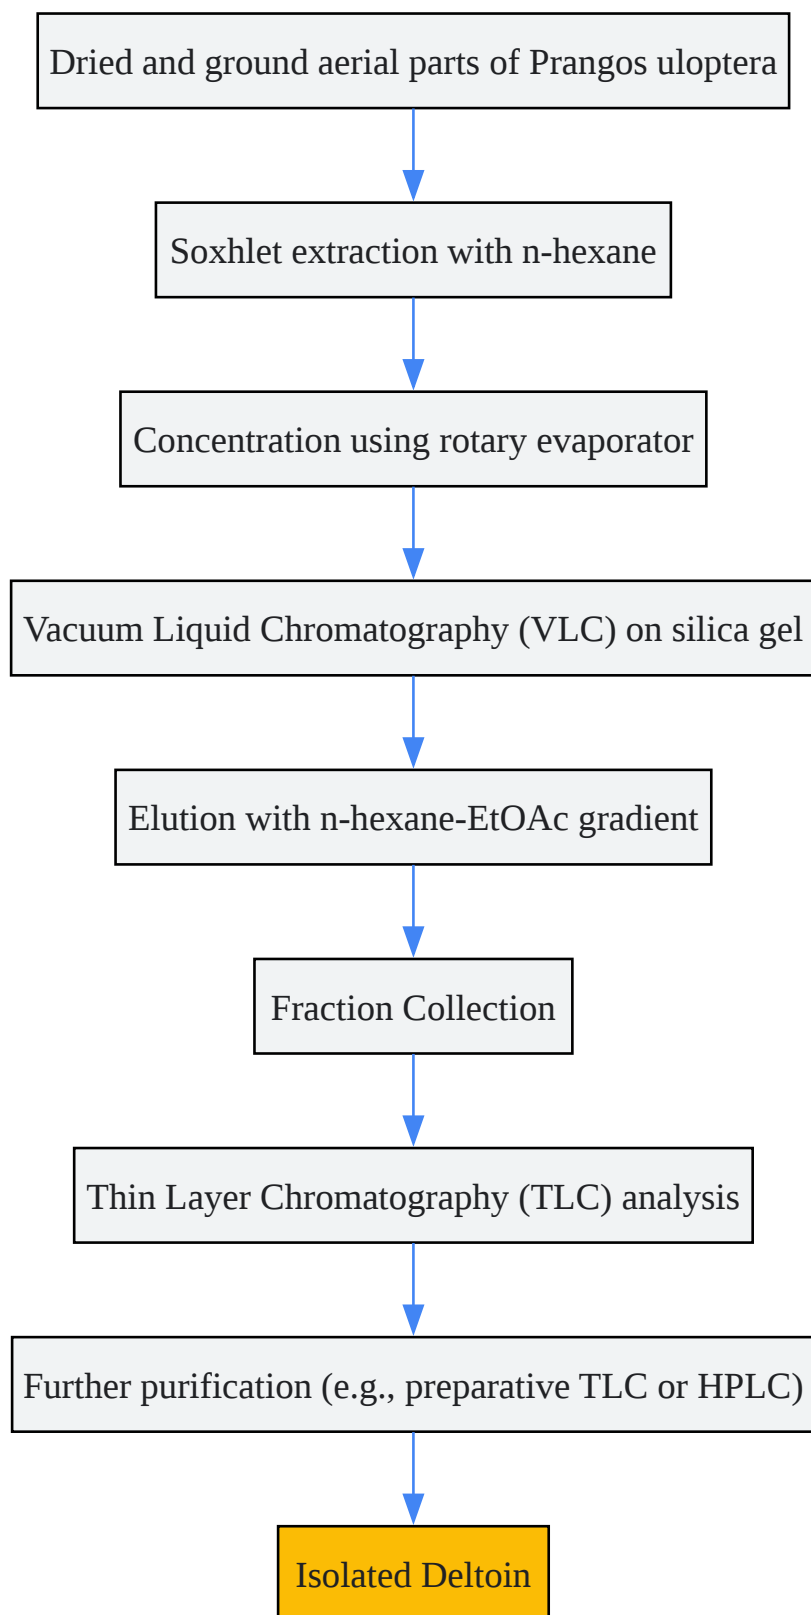 Dried and ground aerial parts of Prangos uloptera
Soxhlet extraction with n-hexane
Concentration using rotary evaporator
Vacuum Liquid Chromatography (VLC) on silica gel
Elution with n-hexane-EtOAc gradient
Fraction Collection
Thin Layer Chromatography (TLC) analysis
Further purification (e.g., preparative TLC or HPLC)
Isolated Deltoin